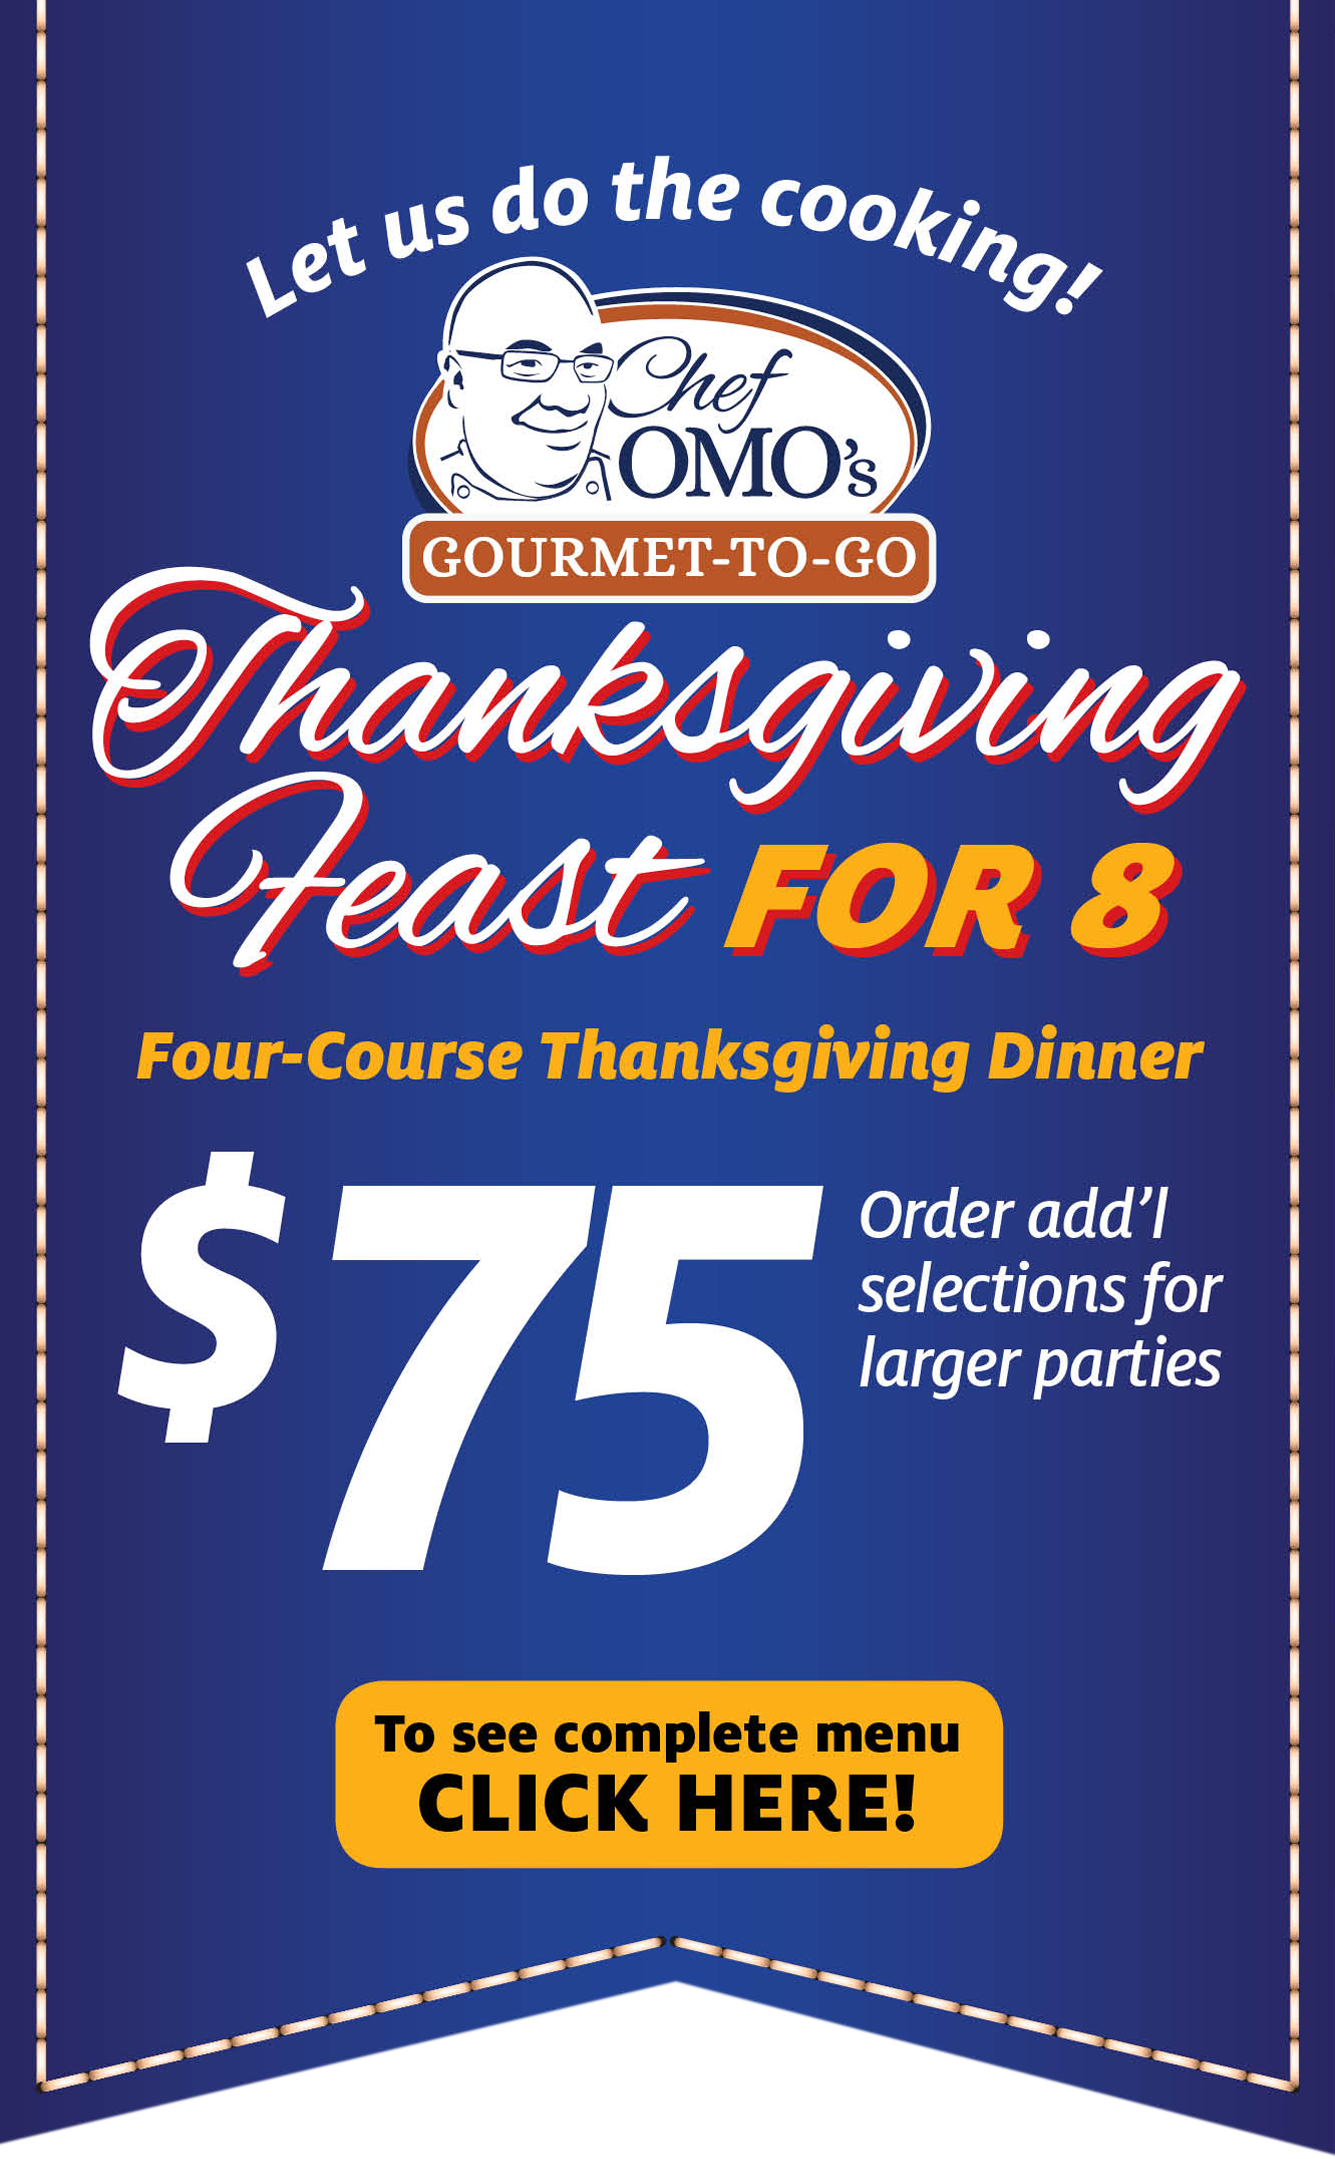 Let us do the cooking!
Chef
OMO's
GOURMET-TO-GO
Thanksgiving
Feast FOR 8
Four-Course Thanksgiving Dinner
$75
Order add'l
selections for
larger parties
To see complete menu
CLICK HERE!